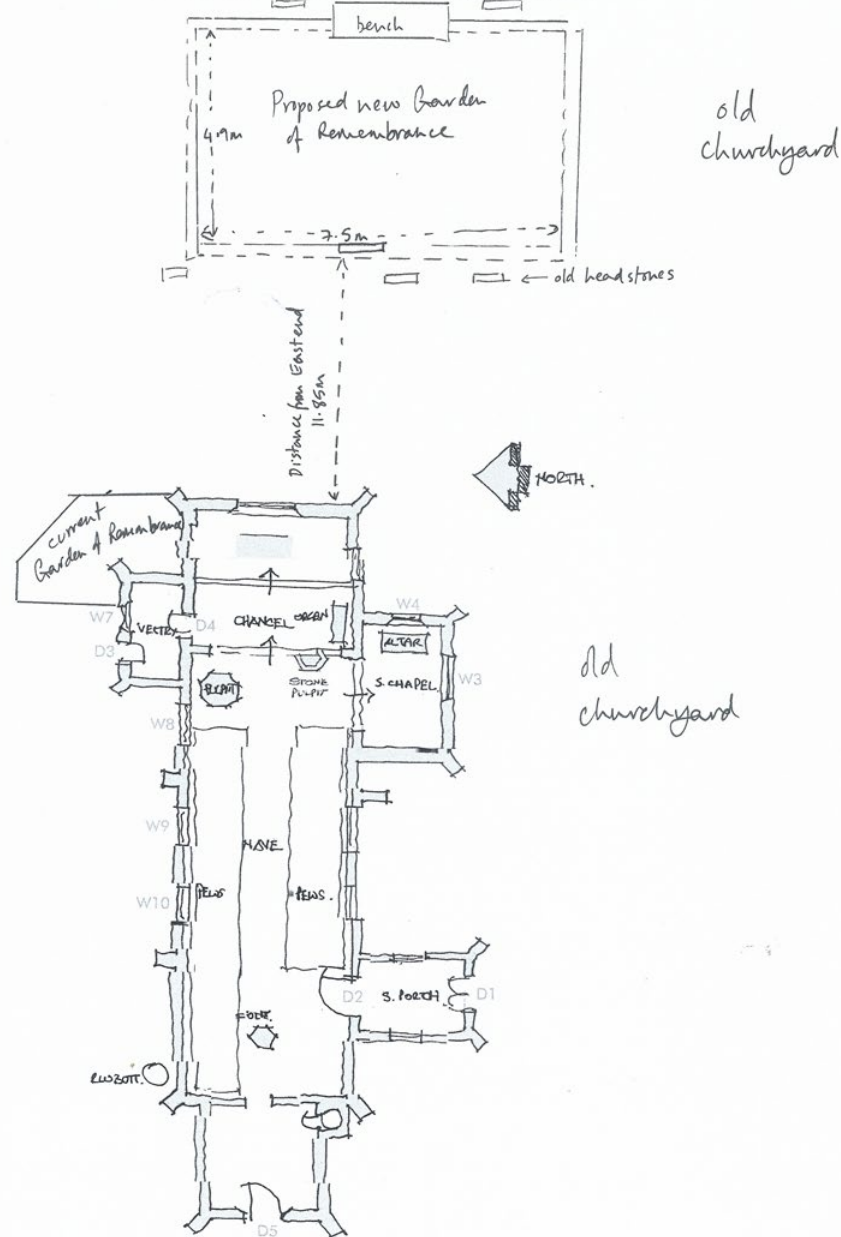 bench
Proposed new Garden
of Remembrance
4.9m
7.5m
old
churchyard
old headstones
Distance from East end
11.85m
NORTH.
current
Garden of Remembrance
W7
VECTRY
D4
D3
CHANCEL
ORGAN
W4
ALTAR
STONE
PULPIT
S. CHAPEL.
W3
old
churchyard
W8
W9
NAVE
W10
PEWS
PEWS.
D2
S. PORCH.
D1
D5